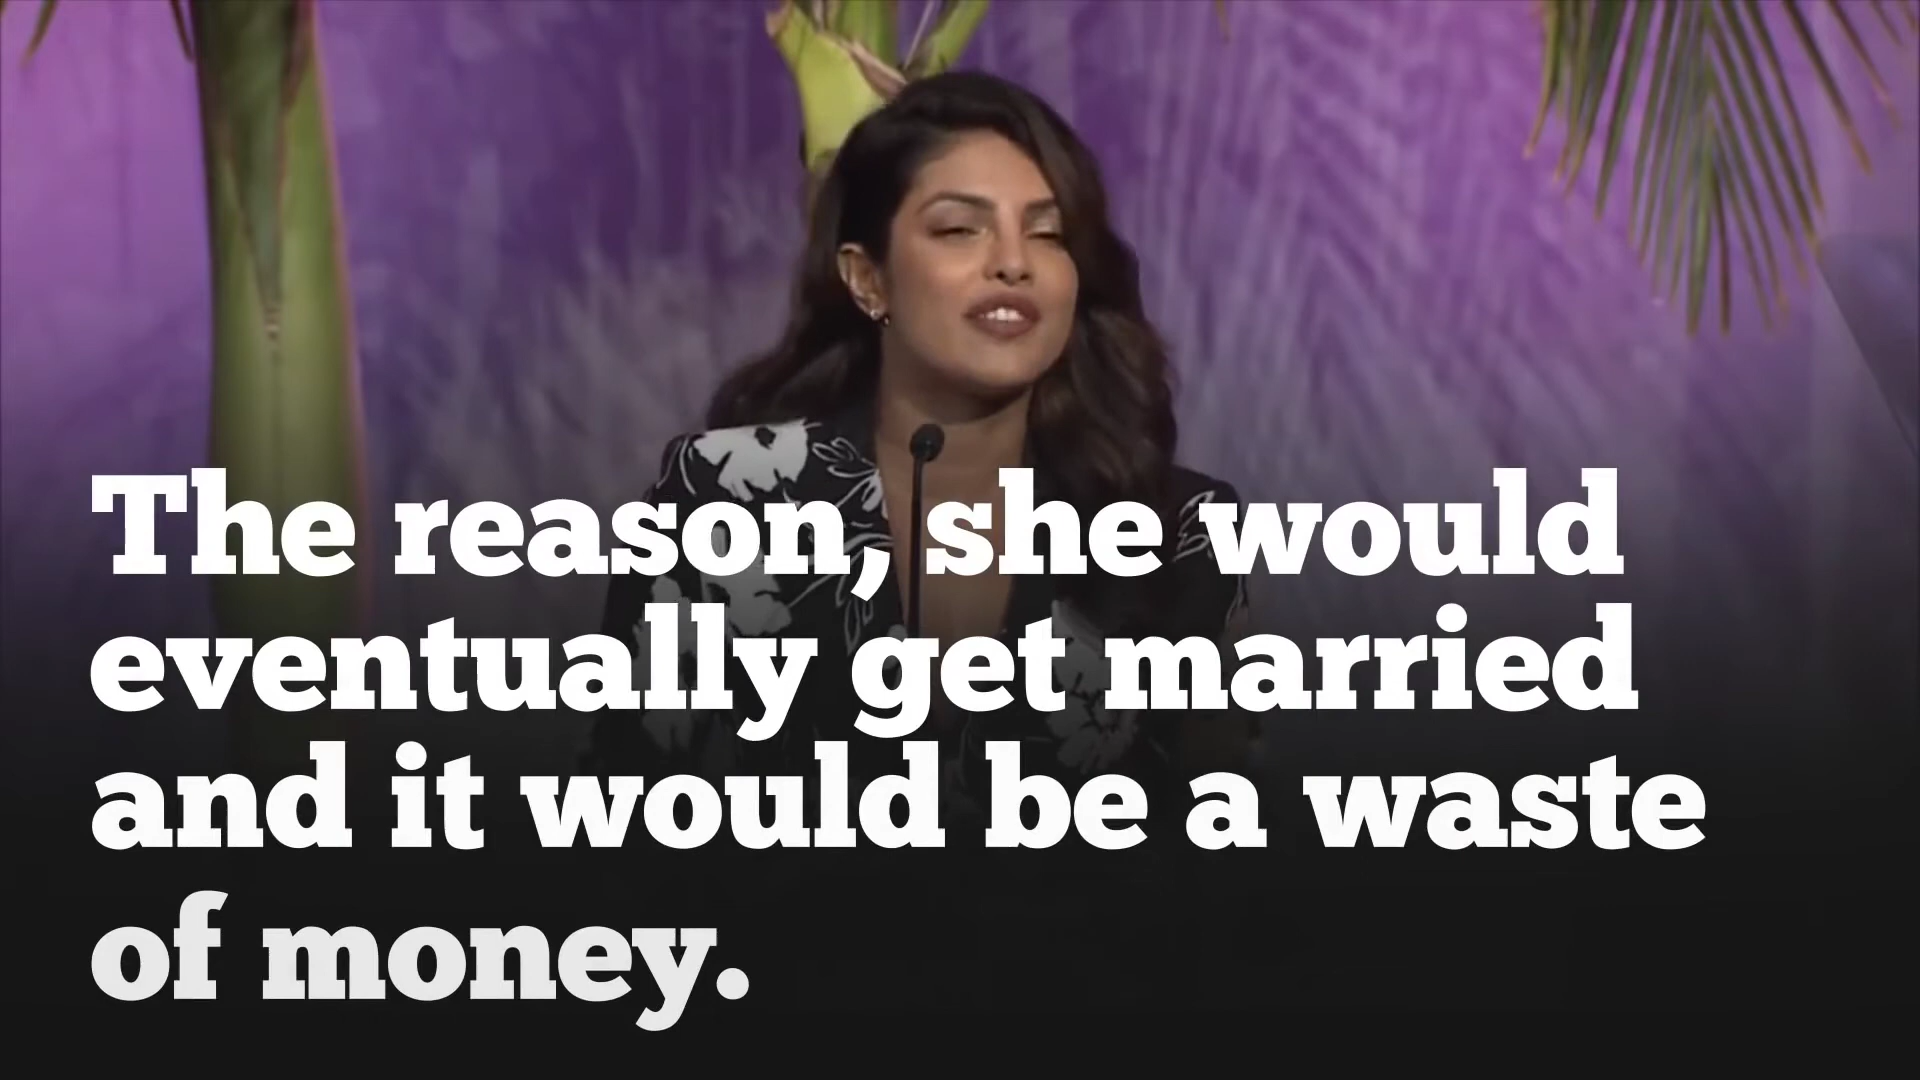 The reason, she would
eventually get married
and it would be a waste
of money.